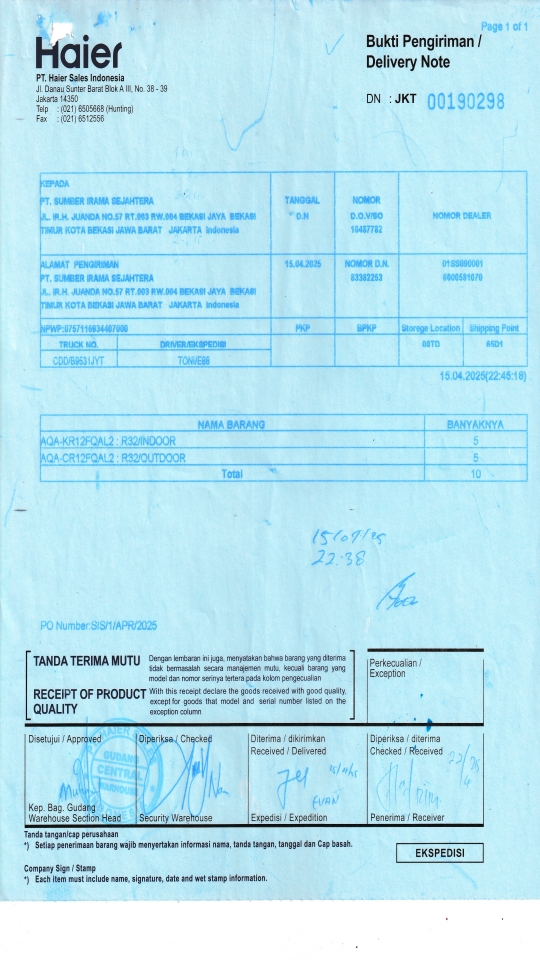 Page 1 of 1
Haier
Bukti Pengiriman /
Delivery Note
PT. Haier Sales Indonesia
Jl. Danau Sunter Barat Blok A III, No. 38 - 39
Jakarta 14350
Telp : (021) 6505668 (Hunting)
Fax : (021) 6512556
DN : JKT 00190298
KEPADA
PT. SUMBER IRAMA SEJAHTERA
JL. IR.H. JUANDA NO.57 RT.003 RW.004 BEKASI JAYA BEKASI
TIMUR KOTA BEKASI JAWA BARAT JAKARTA Indonesia
TANGGAL
D.N
NOMOR
D.O.V/SO
NOMOR DEALER
ALAMAT PENGIRIMAN
PT. SUMBER IRAMA SEJAHTERA
JL. IR.H. JUANDA NO.57 RT.003 RW.004 BEKASI JAYA BEKASI
TIMUR KOTA BEKASI JAWA BARAT JAKARTA Indonesia
15.04.2025
NOMOR D.N.
83382253
PKP
Storege Location
Shipping Point
TRUCK NO.
DRIVER/EKSPEDISI
CDD/B9531JYT
15.04.2025(22:45:18)
NAMA BARANG
BANYAKNYA
AQA-KR12FQAL2 : R32/INDOOR
5
AQA-CR12FQAL2 : R32/OUTDOOR
5
Total
10
22:38
PO Number:SIS/1/APR/2025
TANDA TERIMA MUTU
Dengan lembaran ini juga, menyatakan bahwa barang yang diterima
tidak bermasalah secara manajemen mutu, kecuali barang yang
model dan nomor serinya tertera pada kolom pengecualian
RECEIPT OF PRODUCT
QUALITY
With this receipt declare the goods received with good quality,
except for goods that model and serial number listed on the
exception column
Perkecualian /
Exception
Disetujui / Approved
Diperiksa / Checked
Diterima / dikirimkan
Received / Delivered
Diperiksa / diterima
Checked / Received
GUDANG
CENTRAL
WAREHOUSE
EVAN
Kep. Bag. Gudang
Warehouse Section Head
Security Warehouse
Expedisi / Expedition
Penerima / Receiver
Tanda tangan/cap perusahaan
*) Setiap penerimaan barang wajib menyertakan informasi nama, tanda tangan, tanggal dan Cap basah.
EKSPEDISI
Company Sign / Stamp
*) Each item must include name, signature, date and wet stamp information.